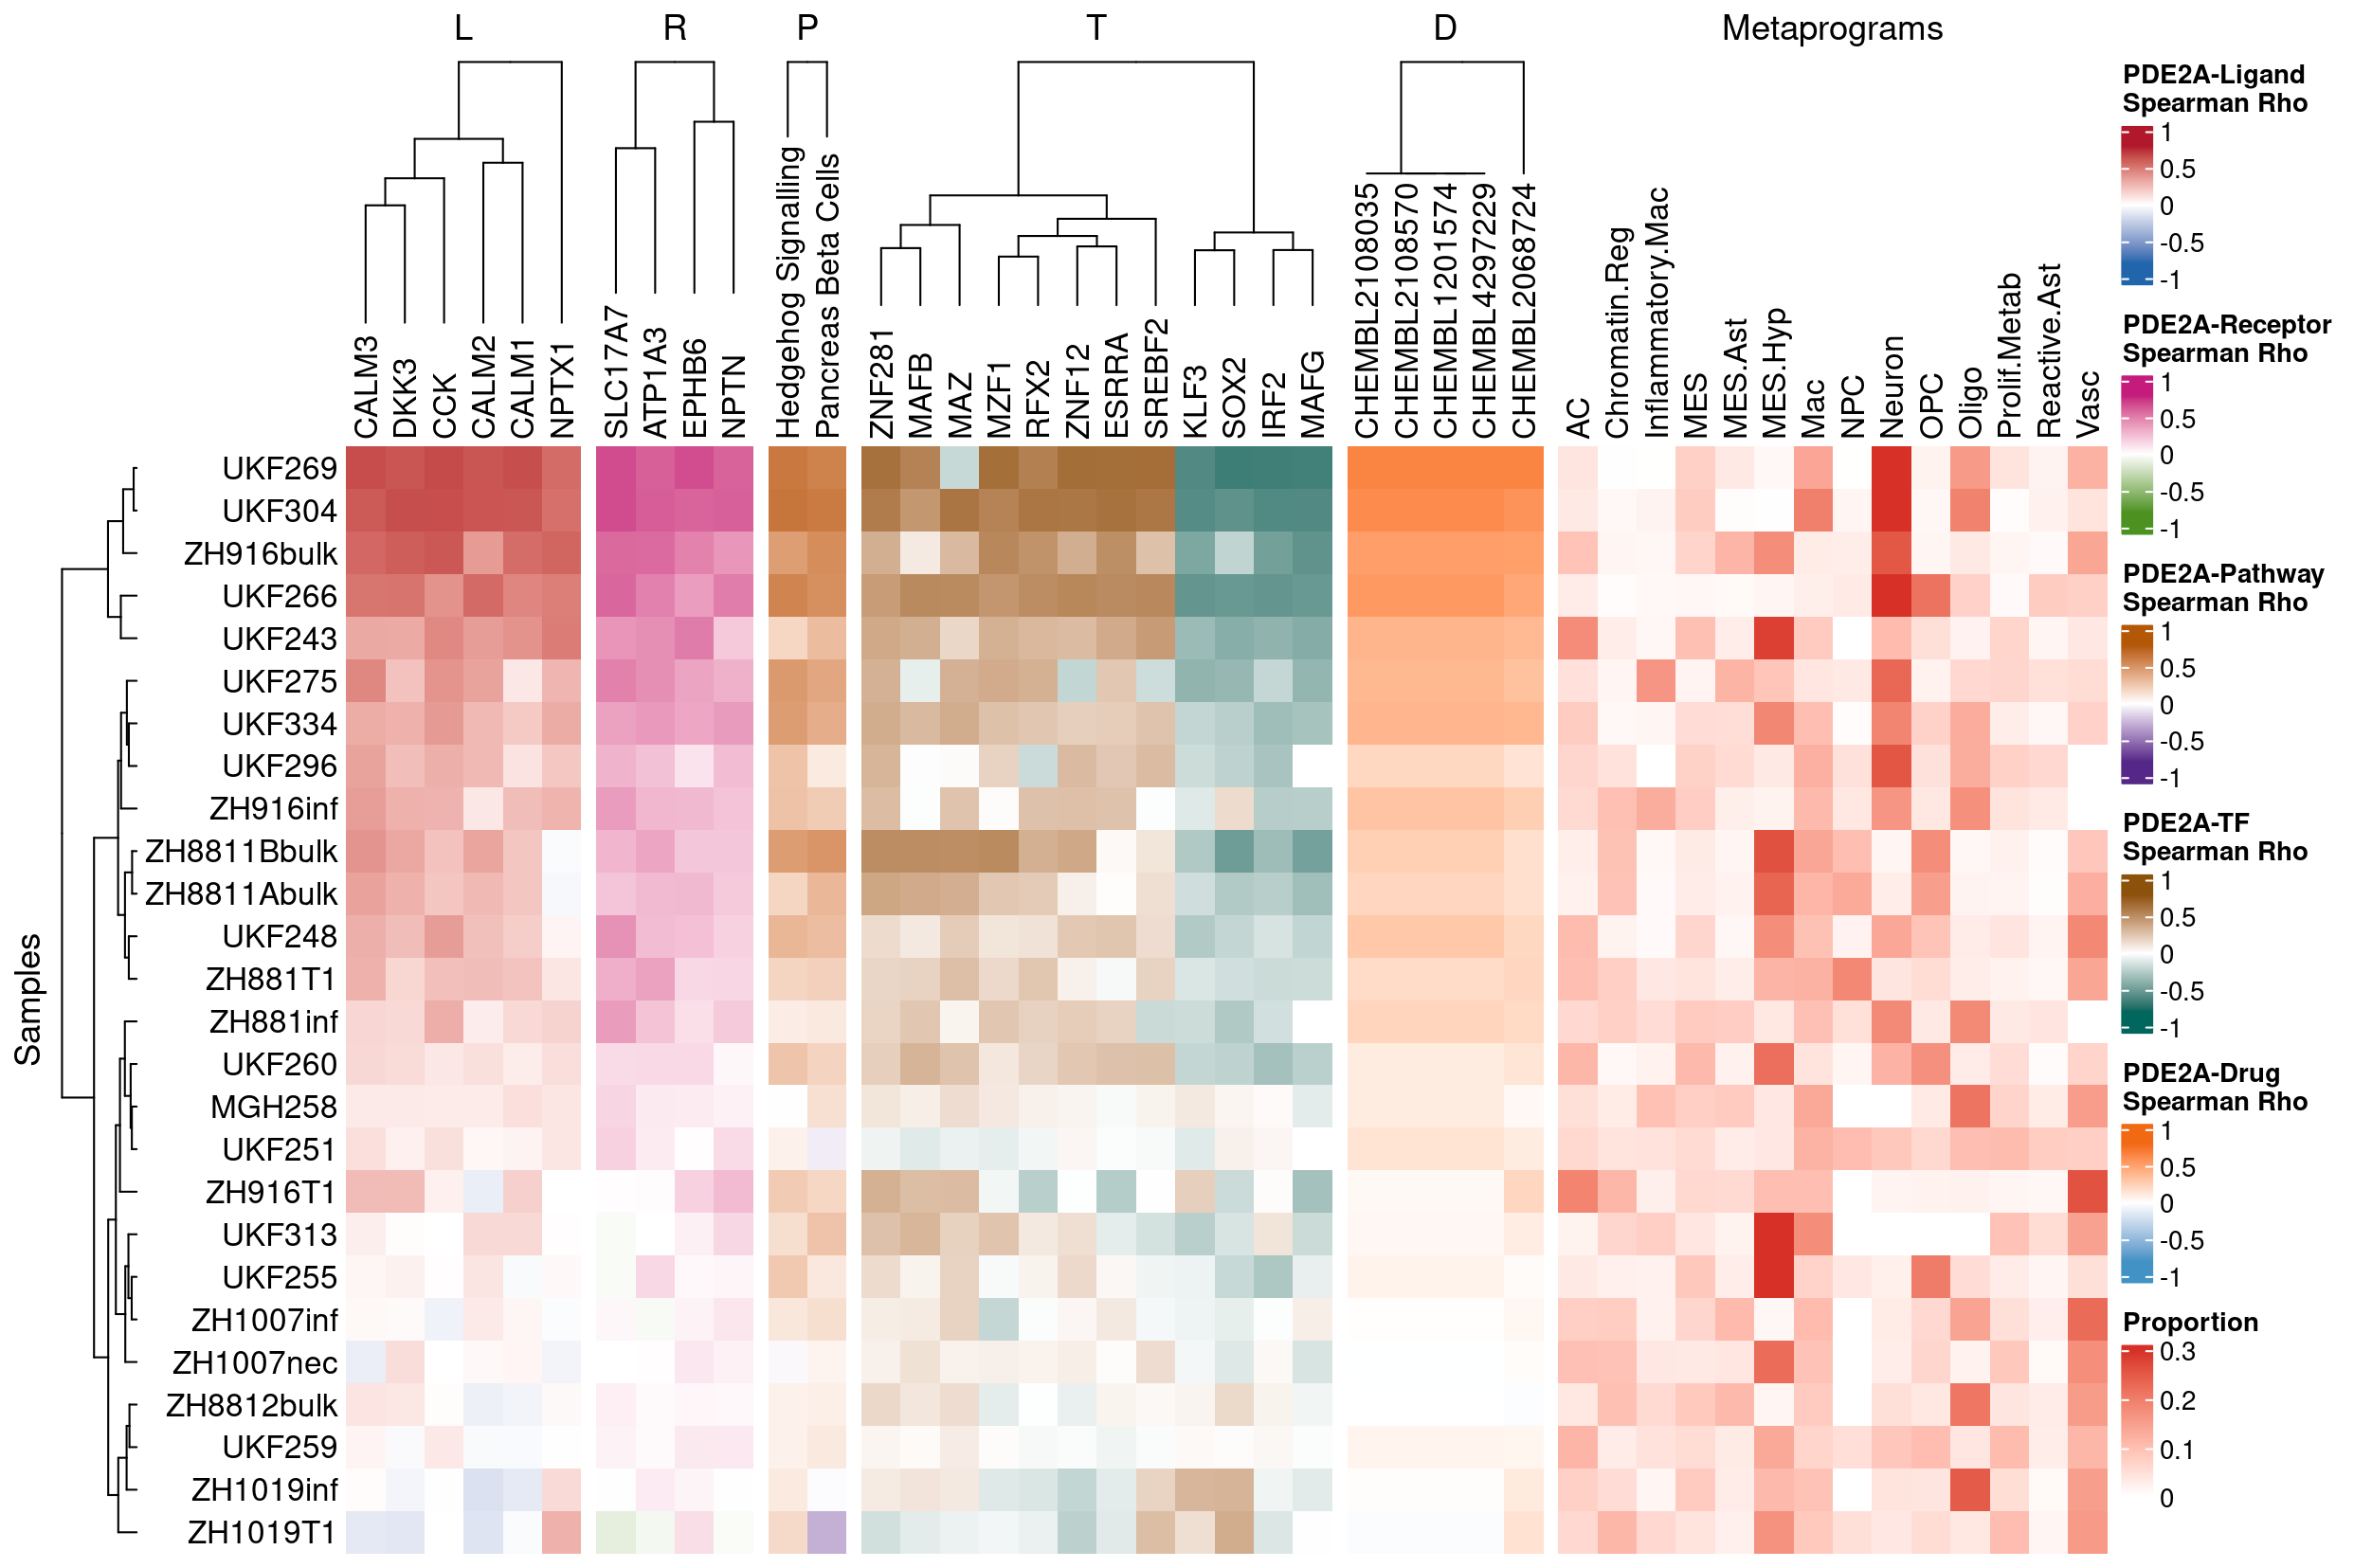 L R P T D Metaprograms
CALM3
DKK3
CCK
CALM2
CALM1
NPTX1
SLC17A7
ATP1A3
EPHB6
NPTN
Hedgehog Signalling
Pancreas Beta Cells
ZNF281
MAFB
MAZ
MZF1
RFX2
ZNF12
ESRRA
SREBF2
KLF3
SOX2
IRF2
MAFG
CHEMBL2108035
CHEMBL2108570
CHEMBL1201574
CHEMBL4297229
CHEMBL2068724
AC
Chromatin.Reg
Inflammatory.Mac
MES
MES.Ast
MES.Hyp
Mac
NPC
Neuron
OPC
Oligo
Prolif.Metab
Reactive.Ast
Vasc
Samples
UKF269
UKF304
ZH916bulk
UKF266
UKF243
UKF275
UKF334
UKF296
ZH916inf
ZH8811Bbulk
ZH8811Abulk
UKF248
ZH881T1
ZH881inf
UKF260
MGH258
UKF251
ZH916T1
UKF313
UKF255
ZH1007inf
ZH1007nec
ZH8812bulk
UKF259
ZH1019inf
ZH1019T1
PDE2A-Ligand
Spearman Rho
1
0.5
0
-0.5
-1
PDE2A-Receptor
Spearman Rho
1
0.5
0
-0.5
-1
PDE2A-Pathway
Spearman Rho
1
0.5
0
-0.5
-1
PDE2A-TF
Spearman Rho
1
0.5
0
-0.5
-1
PDE2A-Drug
Spearman Rho
1
0.5
0
-0.5
-1
Proportion
0.3
0.2
0.1
0